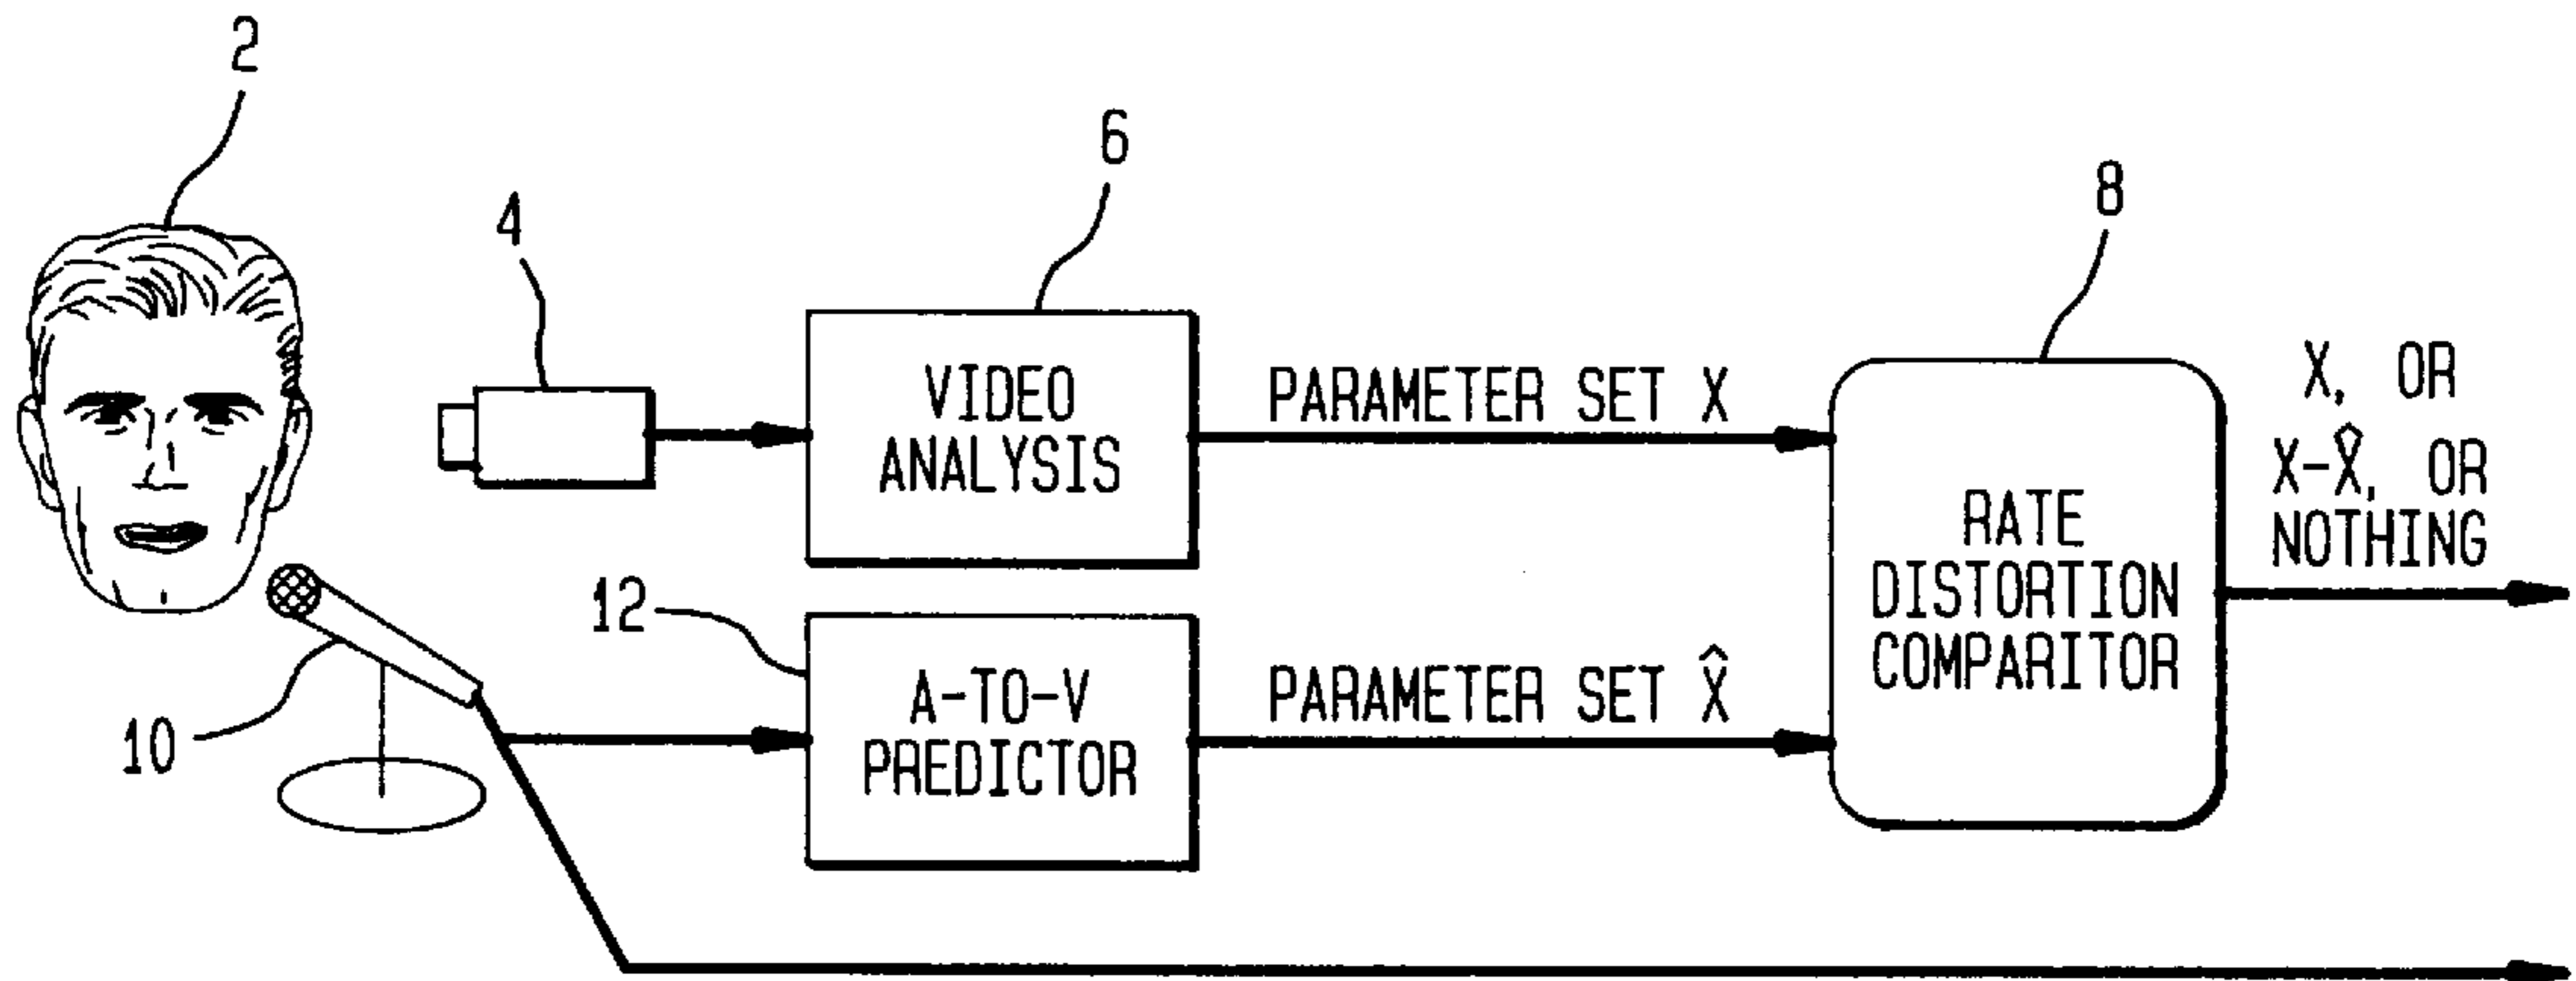 2
4
6
8
VIDEO
ANALYSIS
PARAMETER SET X
X, OR
X-X̂, OR
NOTHING
RATE
DISTORTION
COMPARITOR
12
A-TO-V
PREDICTOR
PARAMETER SET X̂
10